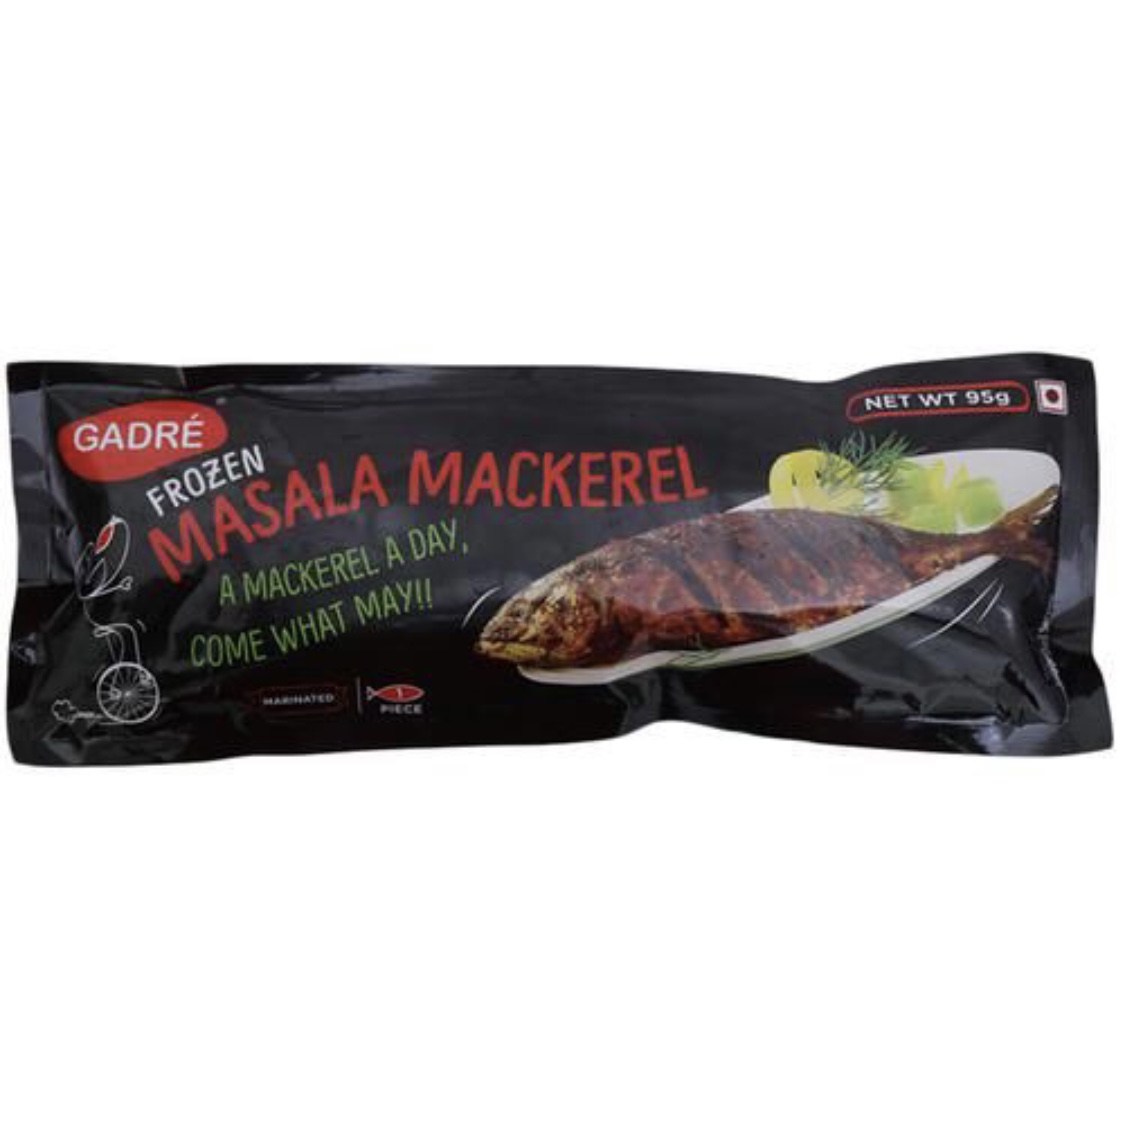 GADRÉ
FROZEN
MASALA MACKEREL
A MACKEREL A DAY,
COME WHAT MAY!!
MARINATED
1
PIECE
NET WT 95g